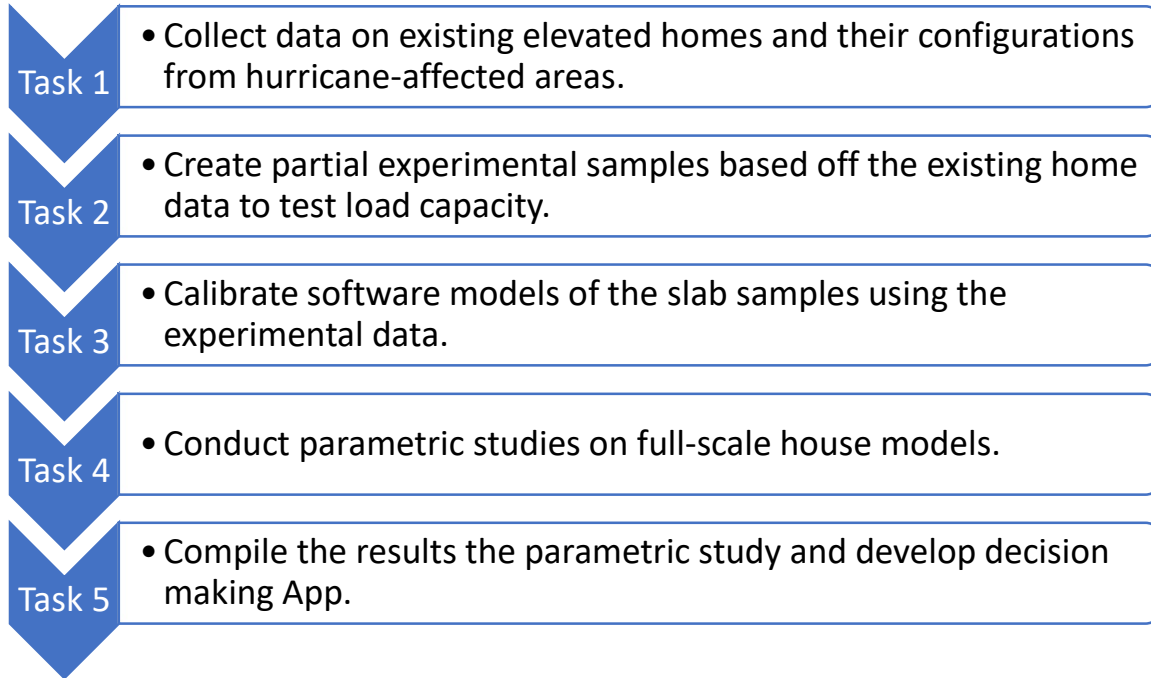 Task 1
• Collect data on existing elevated homes and their configurations
from hurricane-affected areas.
Task 2
• Create partial experimental samples based off the existing home
data to test load capacity.
Task 3
• Calibrate software models of the slab samples using the
experimental data.
Task 4
• Conduct parametric studies on full-scale house models.
Task 5
• Compile the results the parametric study and develop decision
making App.